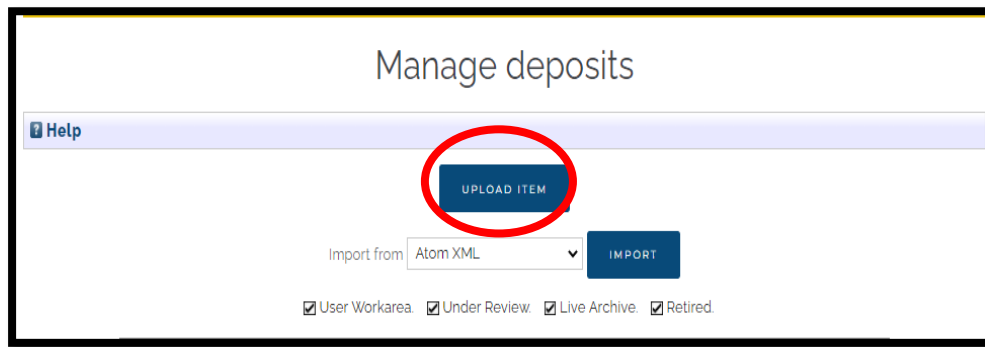 Manage deposits
? Help
UPLOAD ITEM
Import from Atom XML IMPORT
User Workarea. Under Review. Live Archive. Retired.